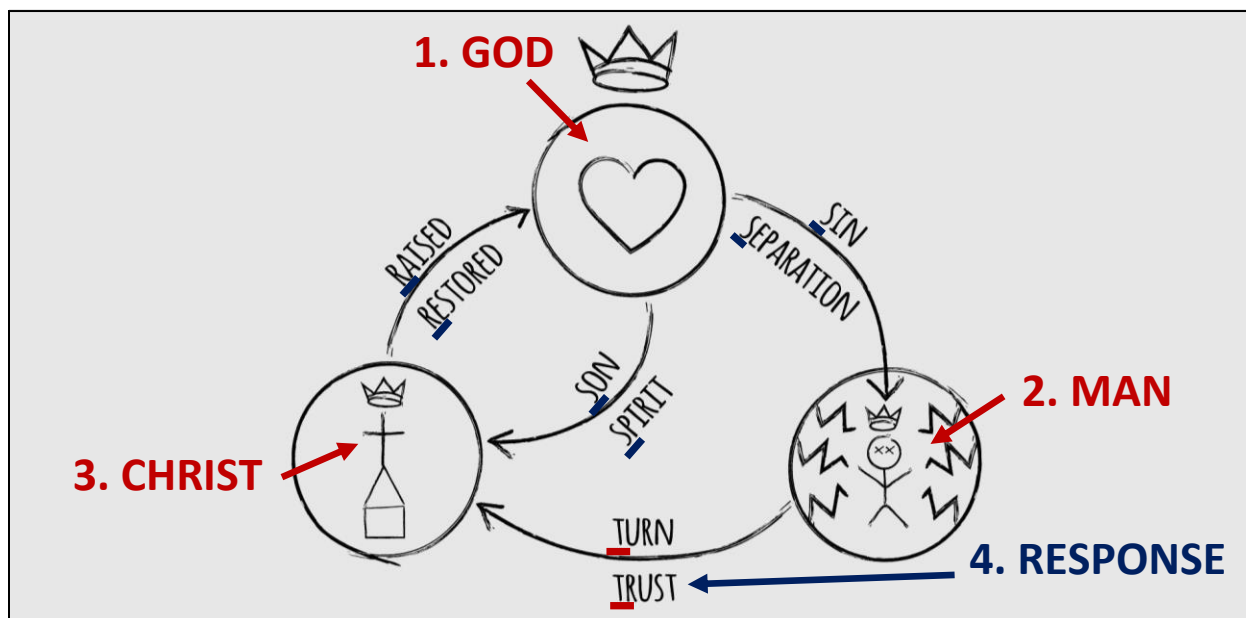 1. GOD
SIN
SEPARATION
RAISED
RESTORED
SON
SPIRIT
2. MAN
3. CHRIST
TURN
TRUST
4. RESPONSE